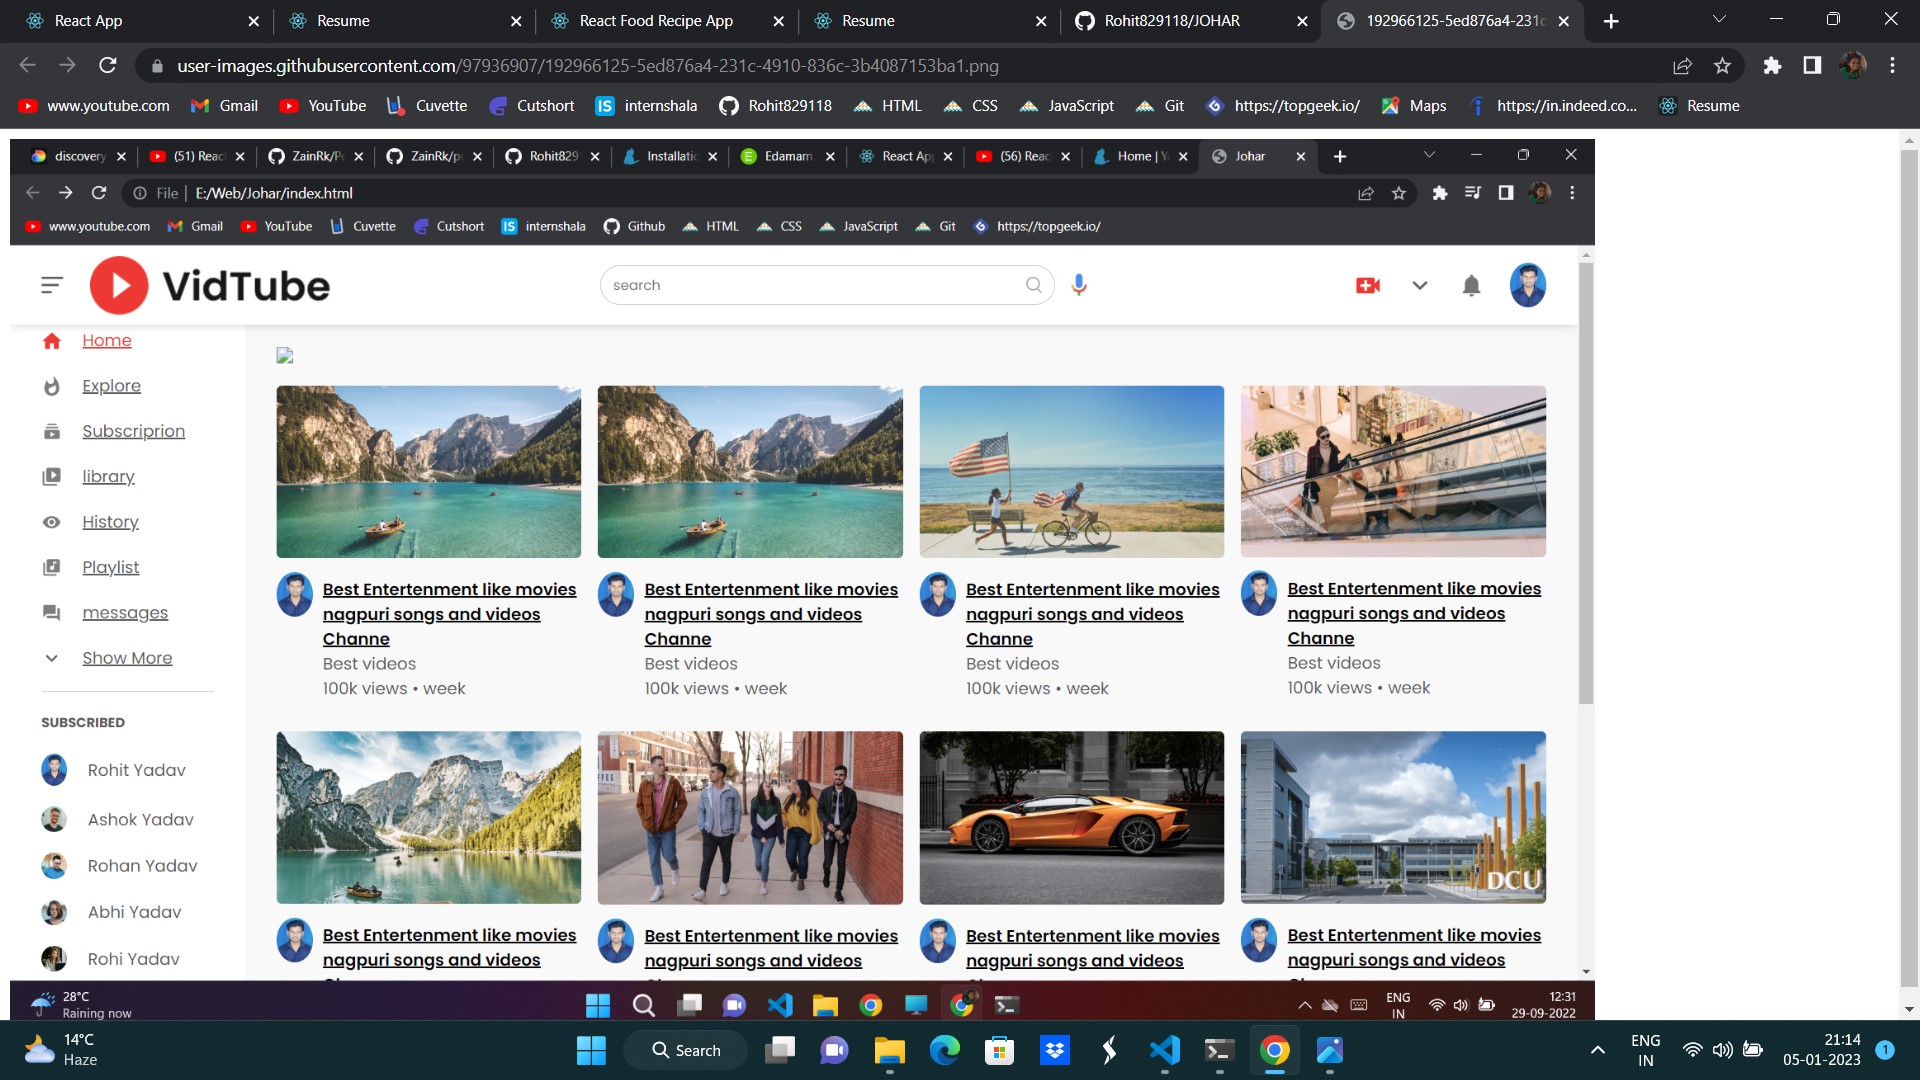 React App
Resume
React Food Recipe App
Resume
Rohit829118/JOHAR
192966125-5ed876a4-231c
user-images.githubusercontent.com/97936907/192966125-5ed876a4-231c-4910-836c-3b4087153ba1.png
www.youtube.com Gmail YouTube Cuvette Cutshort internshala Rohit829118 HTML CSS JavaScript Git https://topgeek.io/ Maps https://in.indeed.co... Resume
discovery (51) Reac ZainRk/Pe ZainRk/p Rohit829 Installatio Edamam React Ap (56) Reac Home | Y Johar
File | E:/Web/Johar/index.html
www.youtube.com Gmail YouTube Cuvette Cutshort internshala Github HTML CSS JavaScript Git https://topgeek.io/
VidTube
search
Home
Explore
Subscriprion
library
History
Playlist
messages
Show More
SUBSCRIBED
Rohit Yadav
Ashok Yadav
Rohan Yadav
Abhi Yadav
Rohi Yadav
Best Entertenment like movies
nagpuri songs and videos
Channe
Best videos
100k views • week
Best Entertenment like movies
nagpuri songs and videos
Channe
Best videos
100k views • week
Best Entertenment like movies
nagpuri songs and videos
Channe
Best videos
100k views • week
Best Entertenment like movies
nagpuri songs and videos
Channe
Best videos
100k views • week
DCU
Best Entertenment like movies
nagpuri songs and videos
Best Entertenment like movies
nagpuri songs and videos
Best Entertenment like movies
nagpuri songs and videos
Best Entertenment like movies
nagpuri songs and videos
28°C
Raining now
ENG
IN
12:31
29-09-2022
14°C
Haze
Search
ENG
IN
21:14
05-01-2023
1